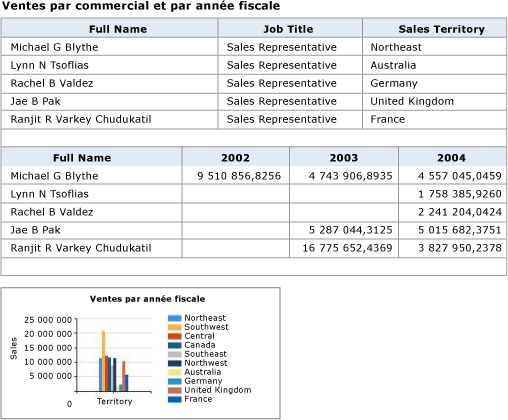 Ventes par commercial et par année fiscale
Full Name Job Title Sales Territory
Michael G Blythe Sales Representative Northeast
Lynn N Tsoflias Sales Representative Australia
Rachel B Valdez Sales Representative Germany
Jae B Pak Sales Representative United Kingdom
Ranjit R Varkey Chudukatil Sales Representative France
Full Name 2002 2003 2004
Michael G Blythe 9 510 856,8256 4 743 906,8935 4 557 045,0459
Lynn N Tsoflias 1 758 385,9260
Rachel B Valdez 2 241 204,0424
Jae B Pak 5 287 044,3125 5 015 682,3751
Ranjit R Varkey Chudukatil 16 775 652,4369 3 827 950,2378
Ventes par année fiscale
Sales
25 000 000
20 000 000
15 000 000
10 000 000
5 000 000
0
Territory
Northeast
Southwest
Central
Canada
Southeast
Northwest
Australia
Germany
United Kingdom
France